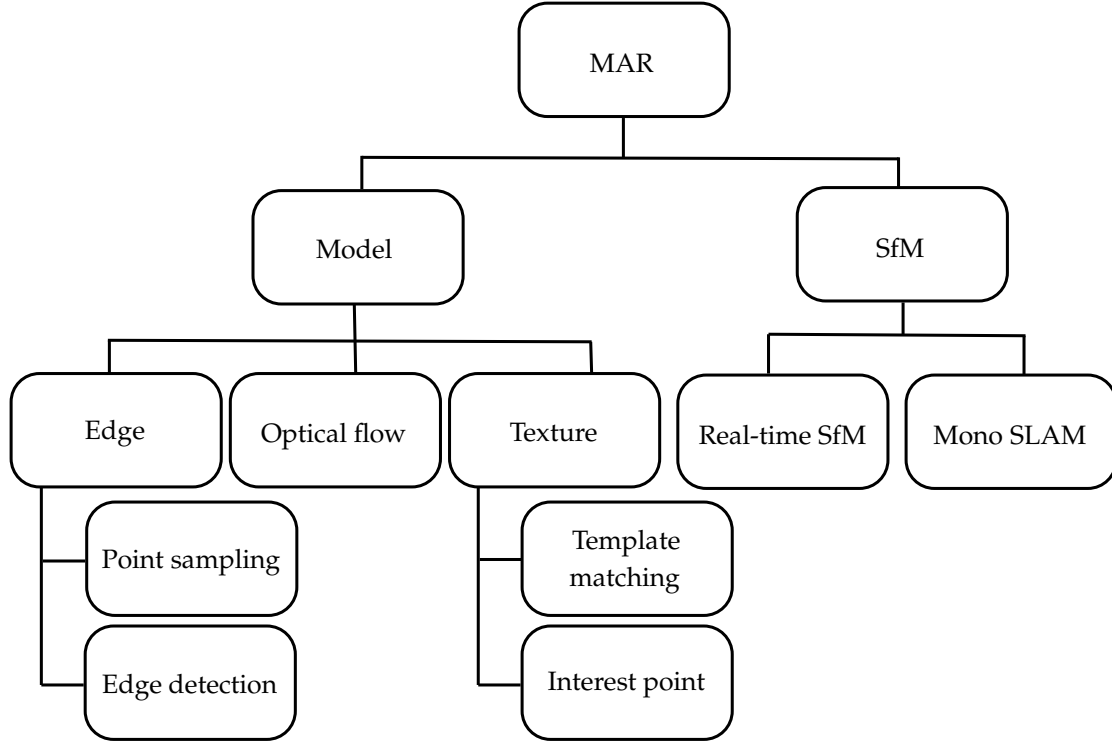 MAR
Model
SfM
Edge
Optical flow
Texture
Real-time SfM
Mono SLAM
Point sampling
Template
matching
Edge detection
Interest point